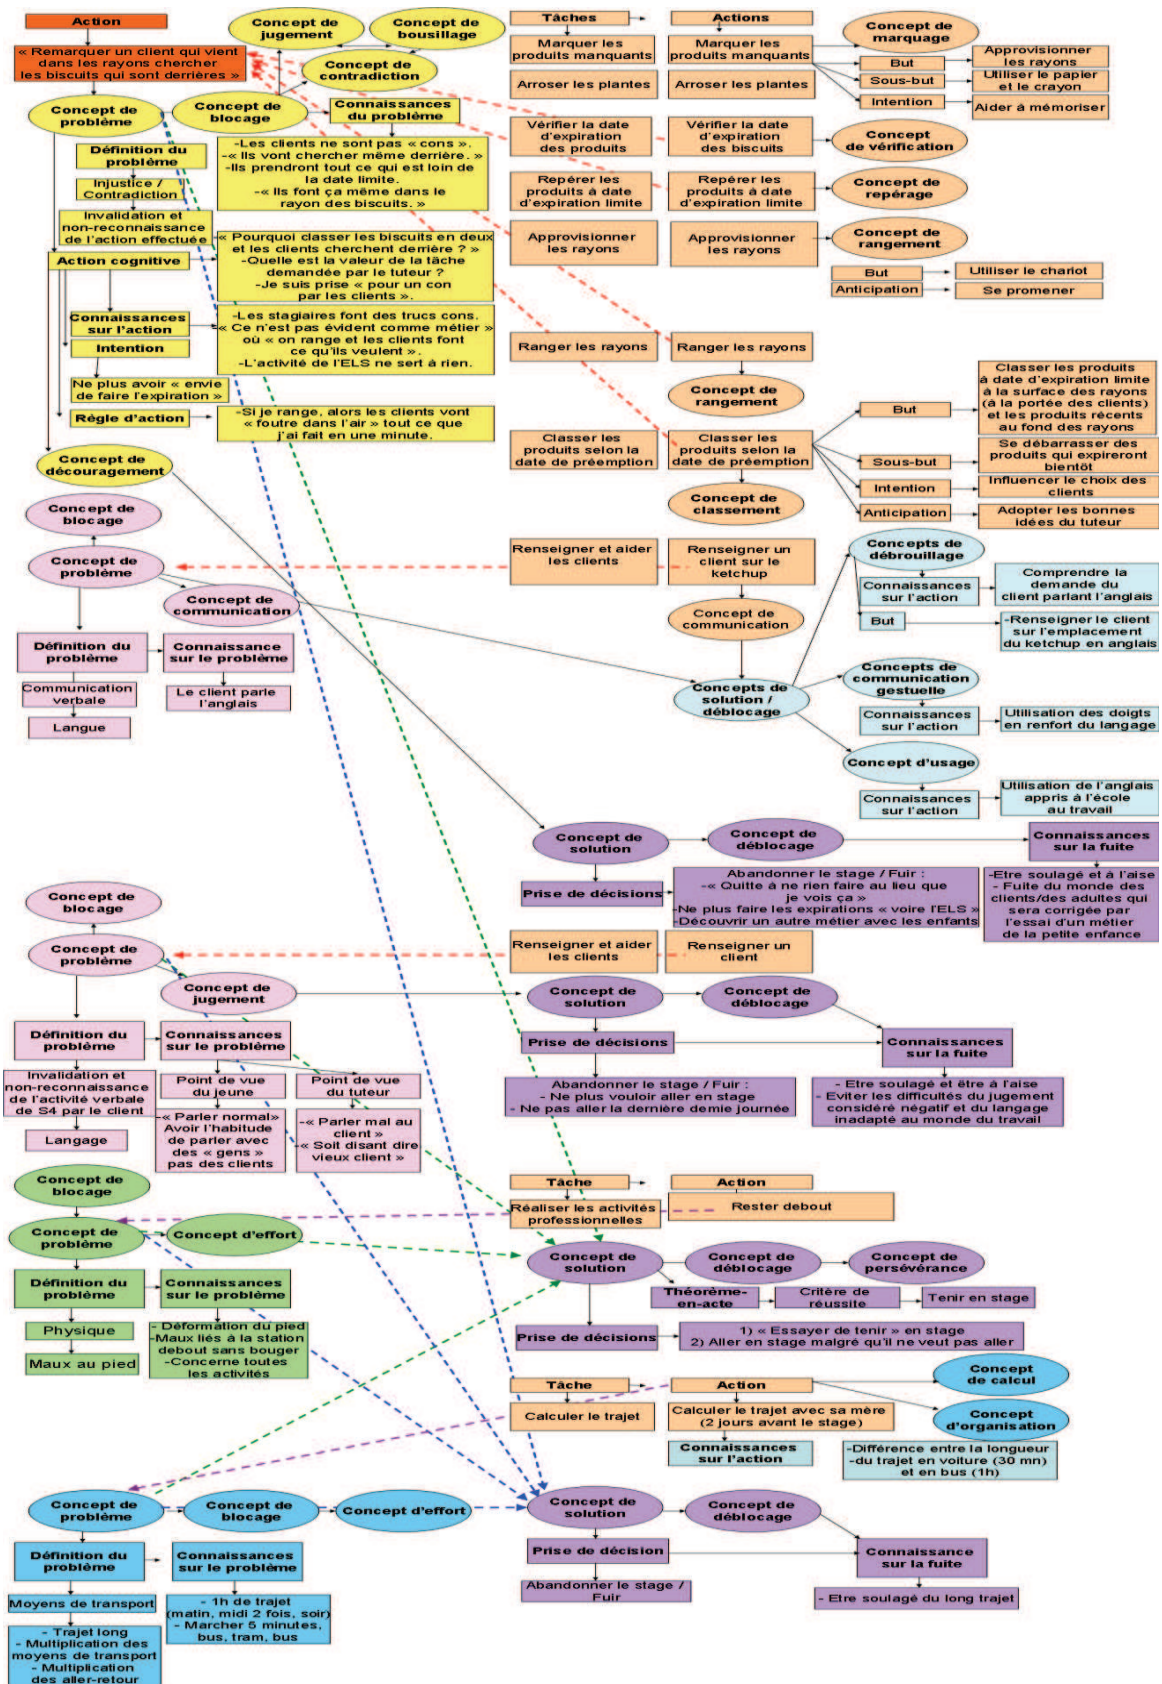 Action
« Remarquer un client qui vient
dans les rayons chercher
les biscuits qui sont derrières »
Concept de
jugement
Concept de
bousillage
Concept de
contradiction
Concept de
problème
Concept de
blocage
Connaissances
du problème
Définition du
problème
Injustice /
Contradiction
Invalidation et
non-reconnaissance
de l'action effectuée
-Les clients ne sont pas « cons ».
-« Ils vont chercher même derrière. »
-Ils prendront tout ce qui est loin de
la date limite.
-« Ils font ça même dans le
rayon des biscuits. »
Action cognitive
« Pourquoi classer les biscuits en deux
et les clients cherchent derrière ? »
-Quelle est la valeur de la tâche
demandée par le tuteur ?
-Je suis prise « pour un con
par les clients ».
Connaissances
sur l'action
-Les stagiaires font des trucs cons.
-« Ce n'est pas évident comme métier »
où « on range et les clients font
ce qu'ils veulent ».
-L'activité de l'ELS ne sert à rien.
Intention
Ne plus avoir « envie
de faire l'expiration »
Règle d'action
-Si je range, alors les clients vont
« foutre dans l'air » tout ce que
j'ai fait en une minute.
Concept de
découragement
Tâches
Actions
Marquer les
produits manquants
Marquer les
produits manquants
Concept de
marquage
But
Approvisionner
les rayons
Sous-but
Utiliser le papier
et le crayon
Intention
Aider à mémoriser
Arroser les plantes
Arroser les plantes
Vérifier la date
d'expiration
des produits
Vérifier la date
d'expiration
des biscuits
Concept
de vérification
Repérer les
produits à date
d'expiration limite
Repérer les
produits à date
d'expiration limite
Concept de
repérage
Approvisionner
les rayons
Approvisionner
les rayons
Concept de
rangement
But
Utiliser le chariot
Anticipation
Se promener
Ranger les rayons
Ranger les rayons
Concept de
rangement
Classer les
produits selon la
date de préemption
Classer les
produits selon la
date de préemption
Concept de
classement
But
Classer les produits
à date d'expiration limite
à la surface des rayons
(à la portée des clients)
et les produits récents
au fond des rayons
Sous-but
Se débarrasser des
produits qui expireront
bientôt
Intention
Influencer le choix des
clients
Anticipation
Adopter les bonnes
idées du tuteur
Concept de
blocage
Concept de
problème
Concept de
communication
Définition du
problème
Connaissance
sur le problème
Communication
verbale
Langue
Le client parle
l'anglais
Renseigner et aider
les clients
Renseigner un
client sur le
ketchup
Concept de
communication
Concepts de
solution /
déblocage
Concepts de
débrouillage
Connaissances
sur l'action
Comprendre la
demande du
client parlant l'anglais
But
-Renseigner le client
sur l'emplacement
du ketchup en anglais
Concepts de
communication
gestuelle
Connaissances
sur l'action
Utilisation des doigts
en renfort du langage
Concept d'usage
Connaissances
sur l'action
Utilisation de l'anglais
appris à l'école
au travail
Concept de
solution
Concept de
déblocage
Connaissances
sur la fuite
Prise de décisions
Abandonner le stage / Fuir :
-« Quitte à ne rien faire au lieu que
je vois ça »
-Ne plus faire les expirations « voire l'ELS »
-Découvrir un autre métier avec les enfants
-Etre soulagé et à l'aise
- Fuite du monde des
clients/des adultes qui
sera corrigée par
l'essai d'un métier
de la petite enfance
Concept de
blocage
Concept de
problème
Concept de
jugement
Définition du
problème
Connaissances
sur le problème
Invalidation et
non-reconnaissance
de l'activité verbale
de S4 par le client
Langage
Point de vue
du jeune
Point de vue
du tuteur
-« Parler normal»
Avoir l'habitude
de parler avec
des « gens »
pas des clients
-« Parler mal au
client »
-« Soit disant dire
vieux client »
Renseigner et aider
les clients
Renseigner un
client
Concept de
solution
Concept de
déblocage
Prise de décisions
Connaissances
sur la fuite
Abandonner le stage / Fuir :
- Ne plus vouloir aller en stage
- Ne pas aller la dernière demie journée
- Etre soulagé et être à l'aise
- Eviter les difficultés du jugement
considéré négatif et du langage
inadapté au monde du travail
Concept de
blocage
Concept de
problème
Concept d'effort
Définition du
problème
Connaissances
sur le problème
Physique
Maux au pied
- Déformation du pied
-Maux liés à la station
debout sans bouger
-Concerne toutes
les activités
Tâche
Action
Réaliser les activités
professionnelles
Rester debout
Concept de
solution
Concept de
déblocage
Concept de
persévérance
Théorème-
en-acte
Critère de
réussite
Tenir en stage
Prise de décisions
1) « Essayer de tenir » en stage
2) Aller en stage malgré qu'il ne veut pas aller
Tâche
Action
Calculer le trajet
Calculer le trajet avec sa mère
(2 jours avant le stage)
Concept
de calcul
Concept
d'organisation
Connaissances
sur l'action
-Différence entre la longueur
-du trajet en voiture (30 mn)
et en bus (1h)
Concept de
problème
Concept de
blocage
Concept d'effort
Définition du
problème
Connaissances
sur le problème
Moyens de transport
- Trajet long
- Multiplication des
moyens de transport
- Multiplication
des aller-retour
- 1h de trajet
(matin, midi 2 fois, soir)
- Marcher 5 minutes,
bus, tram, bus
Concept de
solution
Concept de
déblocage
Prise de décision
Connaissance
sur la fuite
Abandonner le stage /
Fuir
- Etre soulagé du long trajet